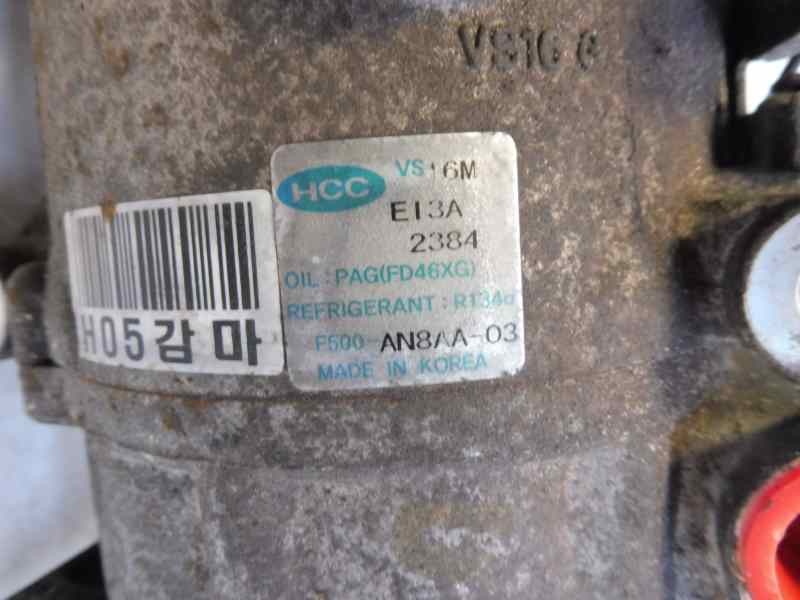 VS16
HCC
VS16M
E13A
2384
OIL : PAG(FD46XG)
REFRIGERANT : R134a
F500-AN8AA-03
MADE IN KOREA
H05감마